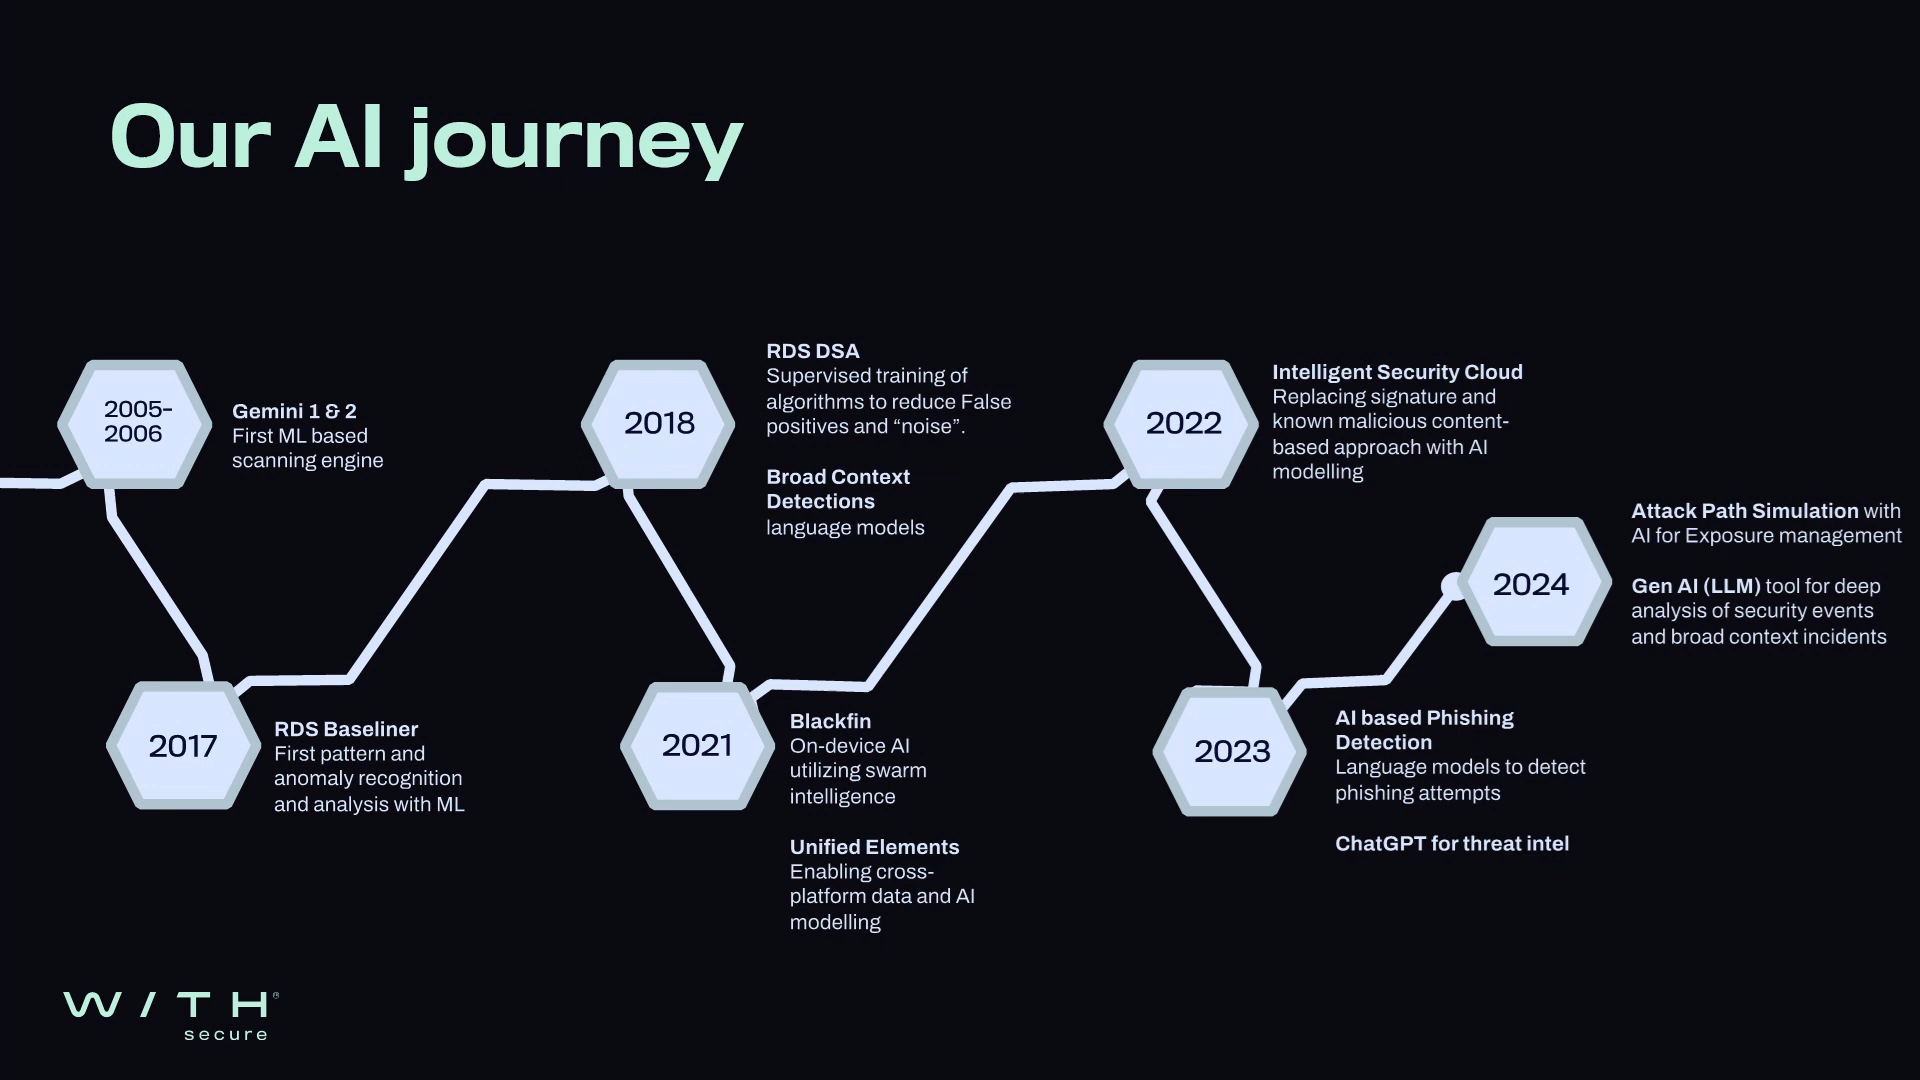 Our AI journey
2005-
2006
Gemini 1 & 2
First ML based
scanning engine
2017
RDS Baseliner
First pattern and
anomaly recognition
and analysis with ML
2018
RDS DSA
Supervised training of
algorithms to reduce False
positives and “noise”.
Broad Context
Detections
language models
2021
Blackfin
On-device AI
utilizing swarm
intelligence
Unified Elements
Enabling cross-
platform data and AI
modelling
2022
Intelligent Security Cloud
Replacing signature and
known malicious content-
based approach with AI
modelling
2023
AI based Phishing
Detection
Language models to detect
phishing attempts
ChatGPT for threat intel
2024
Attack Path Simulation with
AI for Exposure management
Gen AI (LLM) tool for deep
analysis of security events
and broad context incidents
W/TH®
secure